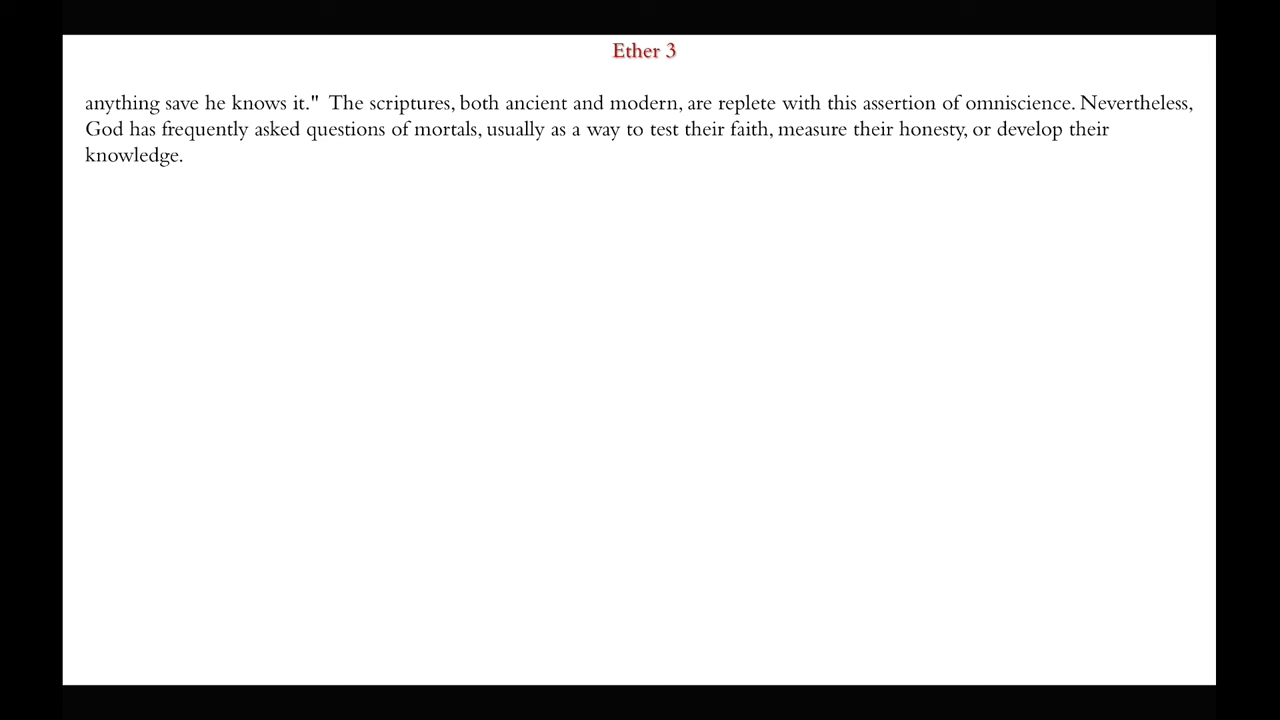 Ether 3
anything save he knows it."  The scriptures, both ancient and modern, are replete with this assertion of omniscience. Nevertheless,
God has frequently asked questions of mortals, usually as a way to test their faith, measure their honesty, or develop their
knowledge.